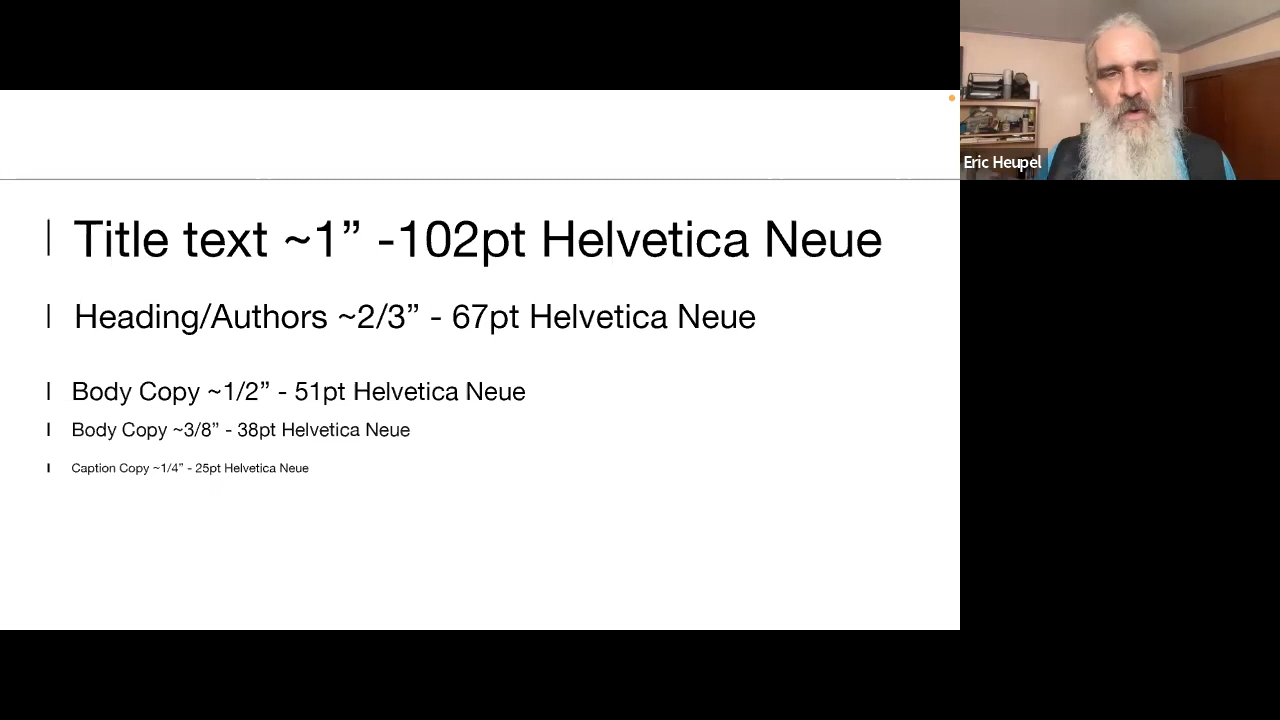 Title text ~1” -102pt Helvetica Neue
Heading/Authors ~2/3” - 67pt Helvetica Neue
Body Copy ~1/2” - 51pt Helvetica Neue
Body Copy ~3/8” - 38pt Helvetica Neue
Caption Copy ~1/4” - 25pt Helvetica Neue
Eric Heupel